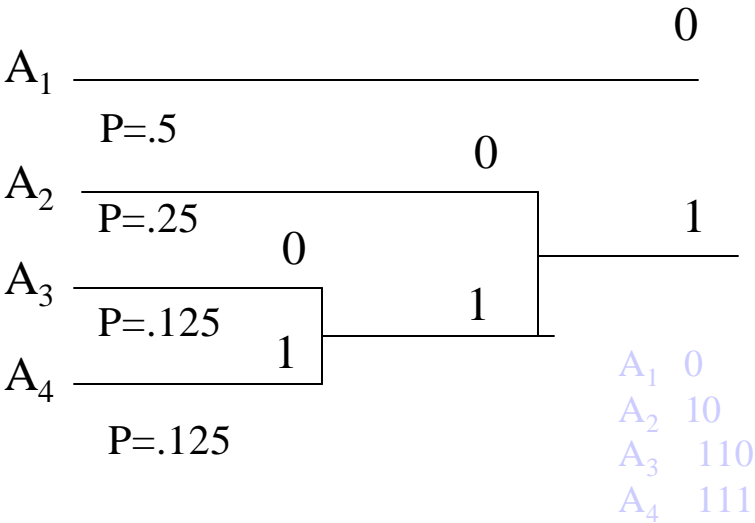 0
A₁
P=.5
0
A₂
P=.25
1
0
A₃
P=.125
1
1
A₄
P=.125
A₁ 0
A₂ 10
A₃ 110
A₄ 111